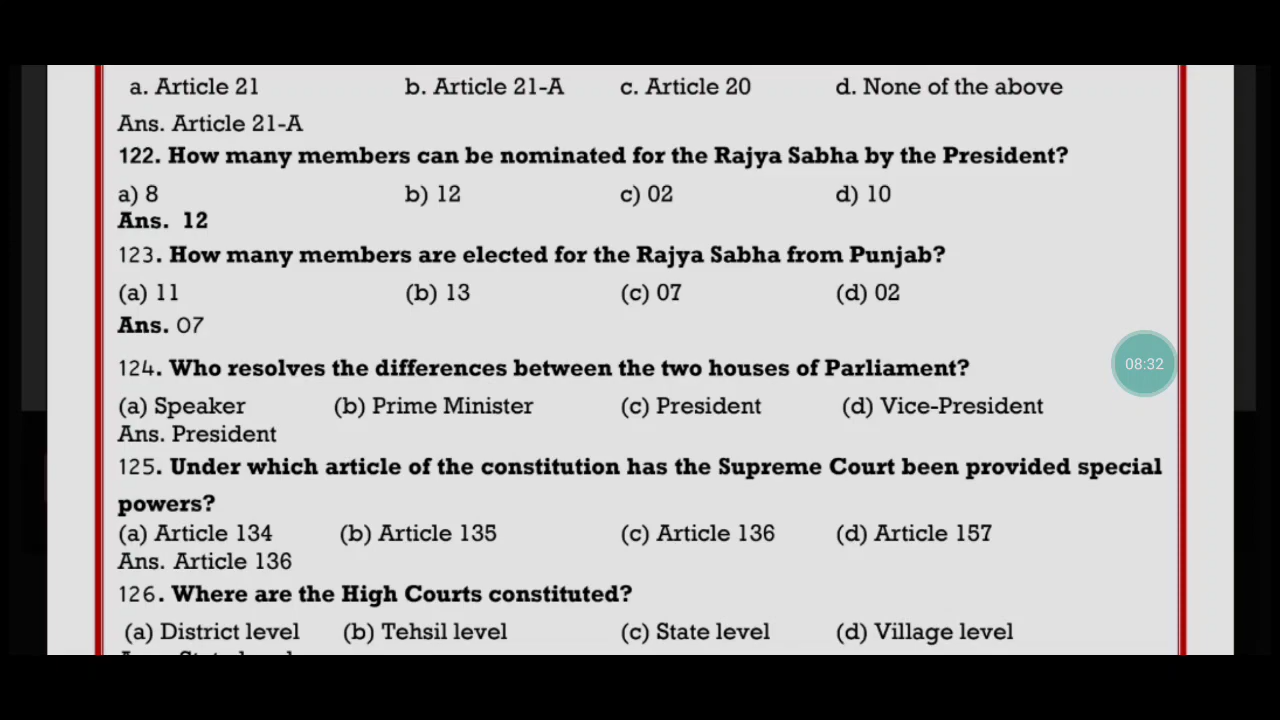 a. Article 21 b. Article 21-A c. Article 20 d. None of the above
Ans. Article 21-A
122. How many members can be nominated for the Rajya Sabha by the President?
a) 8 b) 12 c) 02 d) 10
Ans. 12
123. How many members are elected for the Rajya Sabha from Punjab?
(a) 11 (b) 13 (c) 07 (d) 02
Ans. 07
124. Who resolves the differences between the two houses of Parliament?
08:32
(a) Speaker (b) Prime Minister (c) President (d) Vice-President
Ans. President
125. Under which article of the constitution has the Supreme Court been provided special
powers?
(a) Article 134 (b) Article 135 (c) Article 136 (d) Article 157
Ans. Article 136
126. Where are the High Courts constituted?
(a) District level (b) Tehsil level (c) State level (d) Village level